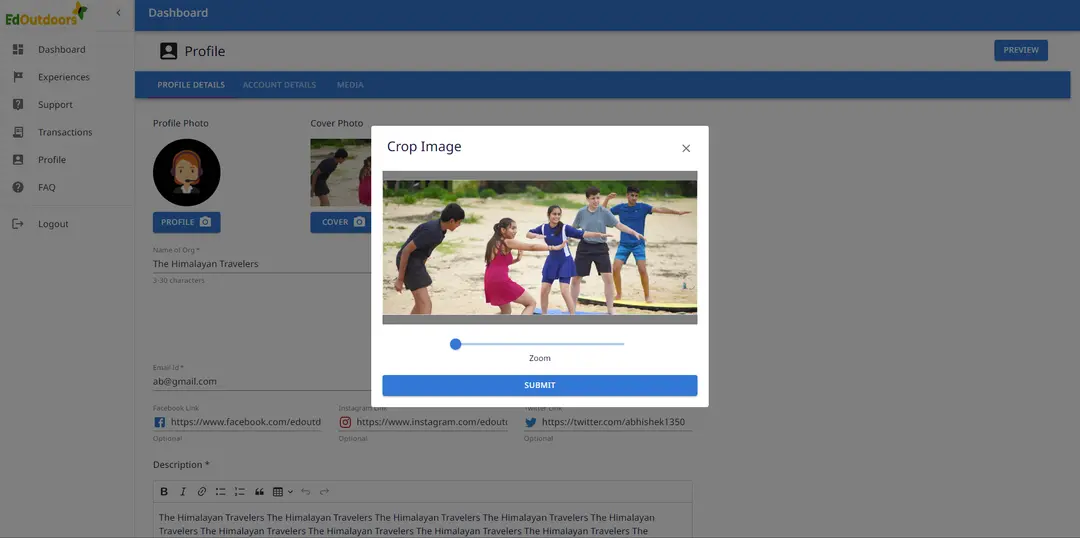 EdOutdoors
Dashboard
Dashboard
Experiences
Support
Transactions
Profile
FAQ
Logout
Profile
PREVIEW
PROFILE DETAILS ACCOUNT DETAILS MEDIA
Profile Photo
Cover Photo
PROFILE
COVER
Name of Org *
The Himalayan Travelers
3-30 characters
Crop Image
Zoom
SUBMIT
Email Id *
ab@gmail.com
Facebook Link
https://www.facebook.com/edoutd
Optional
Instagram Link
https://www.instagram.com/edoutd
Optional
Twitter Link
https://twitter.com/abhishek1350
Optional
Description *
The Himalayan Travelers The Himalayan Travelers The Himalayan Travelers The Himalayan Travelers The Himalayan
Travelers The Himalayan Travelers The Himalayan Travelers The Himalayan Travelers The Himalayan Travelers The